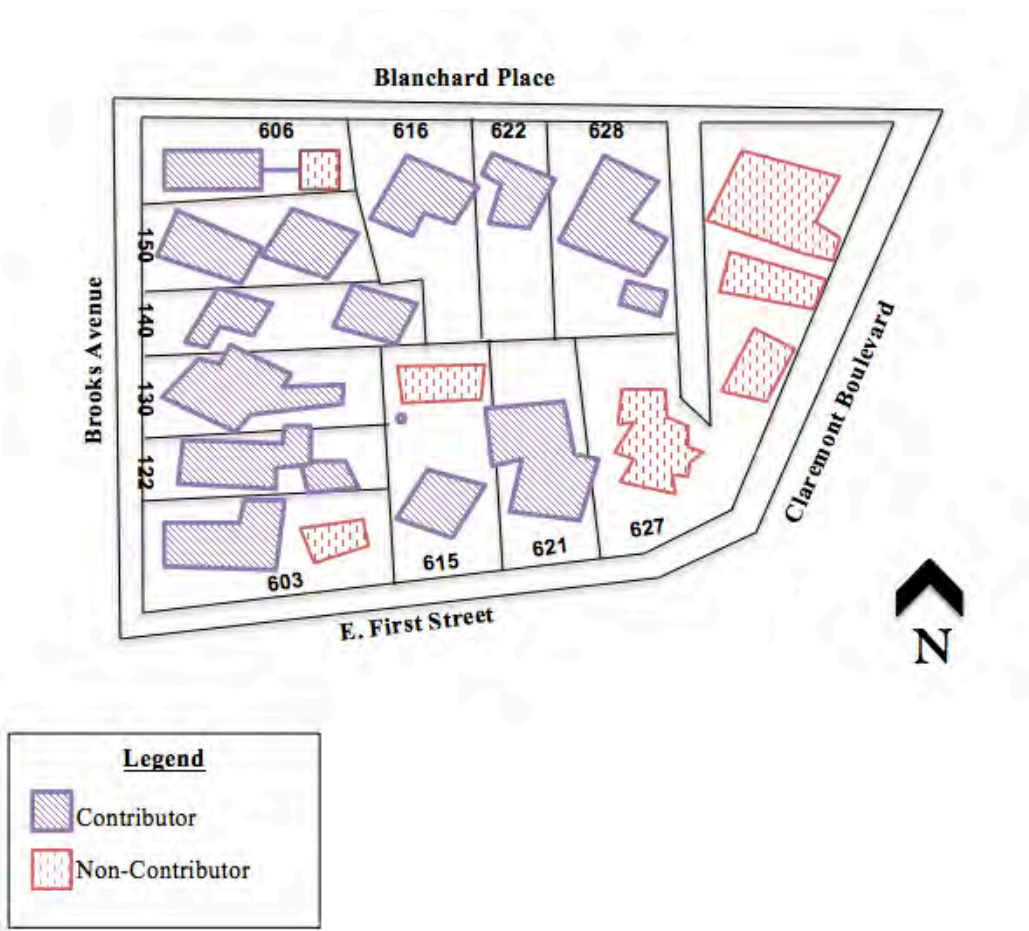 Blanchard Place
606
616
622
628
150
140
130
122
Brooks Avenue
Claremont Boulevard
603
615
621
627
E. First Street
N
Legend
Contributor
Non-Contributor